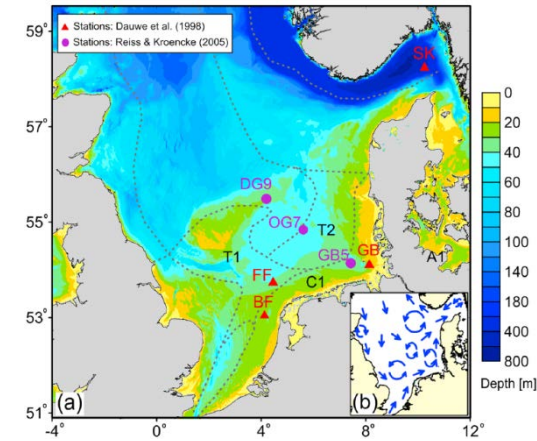 59°
57°
55°
53°
51°
-4
0
4
8
12
▲ Stations: Dauwe et al. (1998)
● Stations: Reiss & Kroencke (2005)
SK
DG9
OG7
T2
T1
GB5
GB
A1
FF
C1
BF
(a)
(b)
0
20
40
60
80
100
140
180
200
400
800
Depth [m]